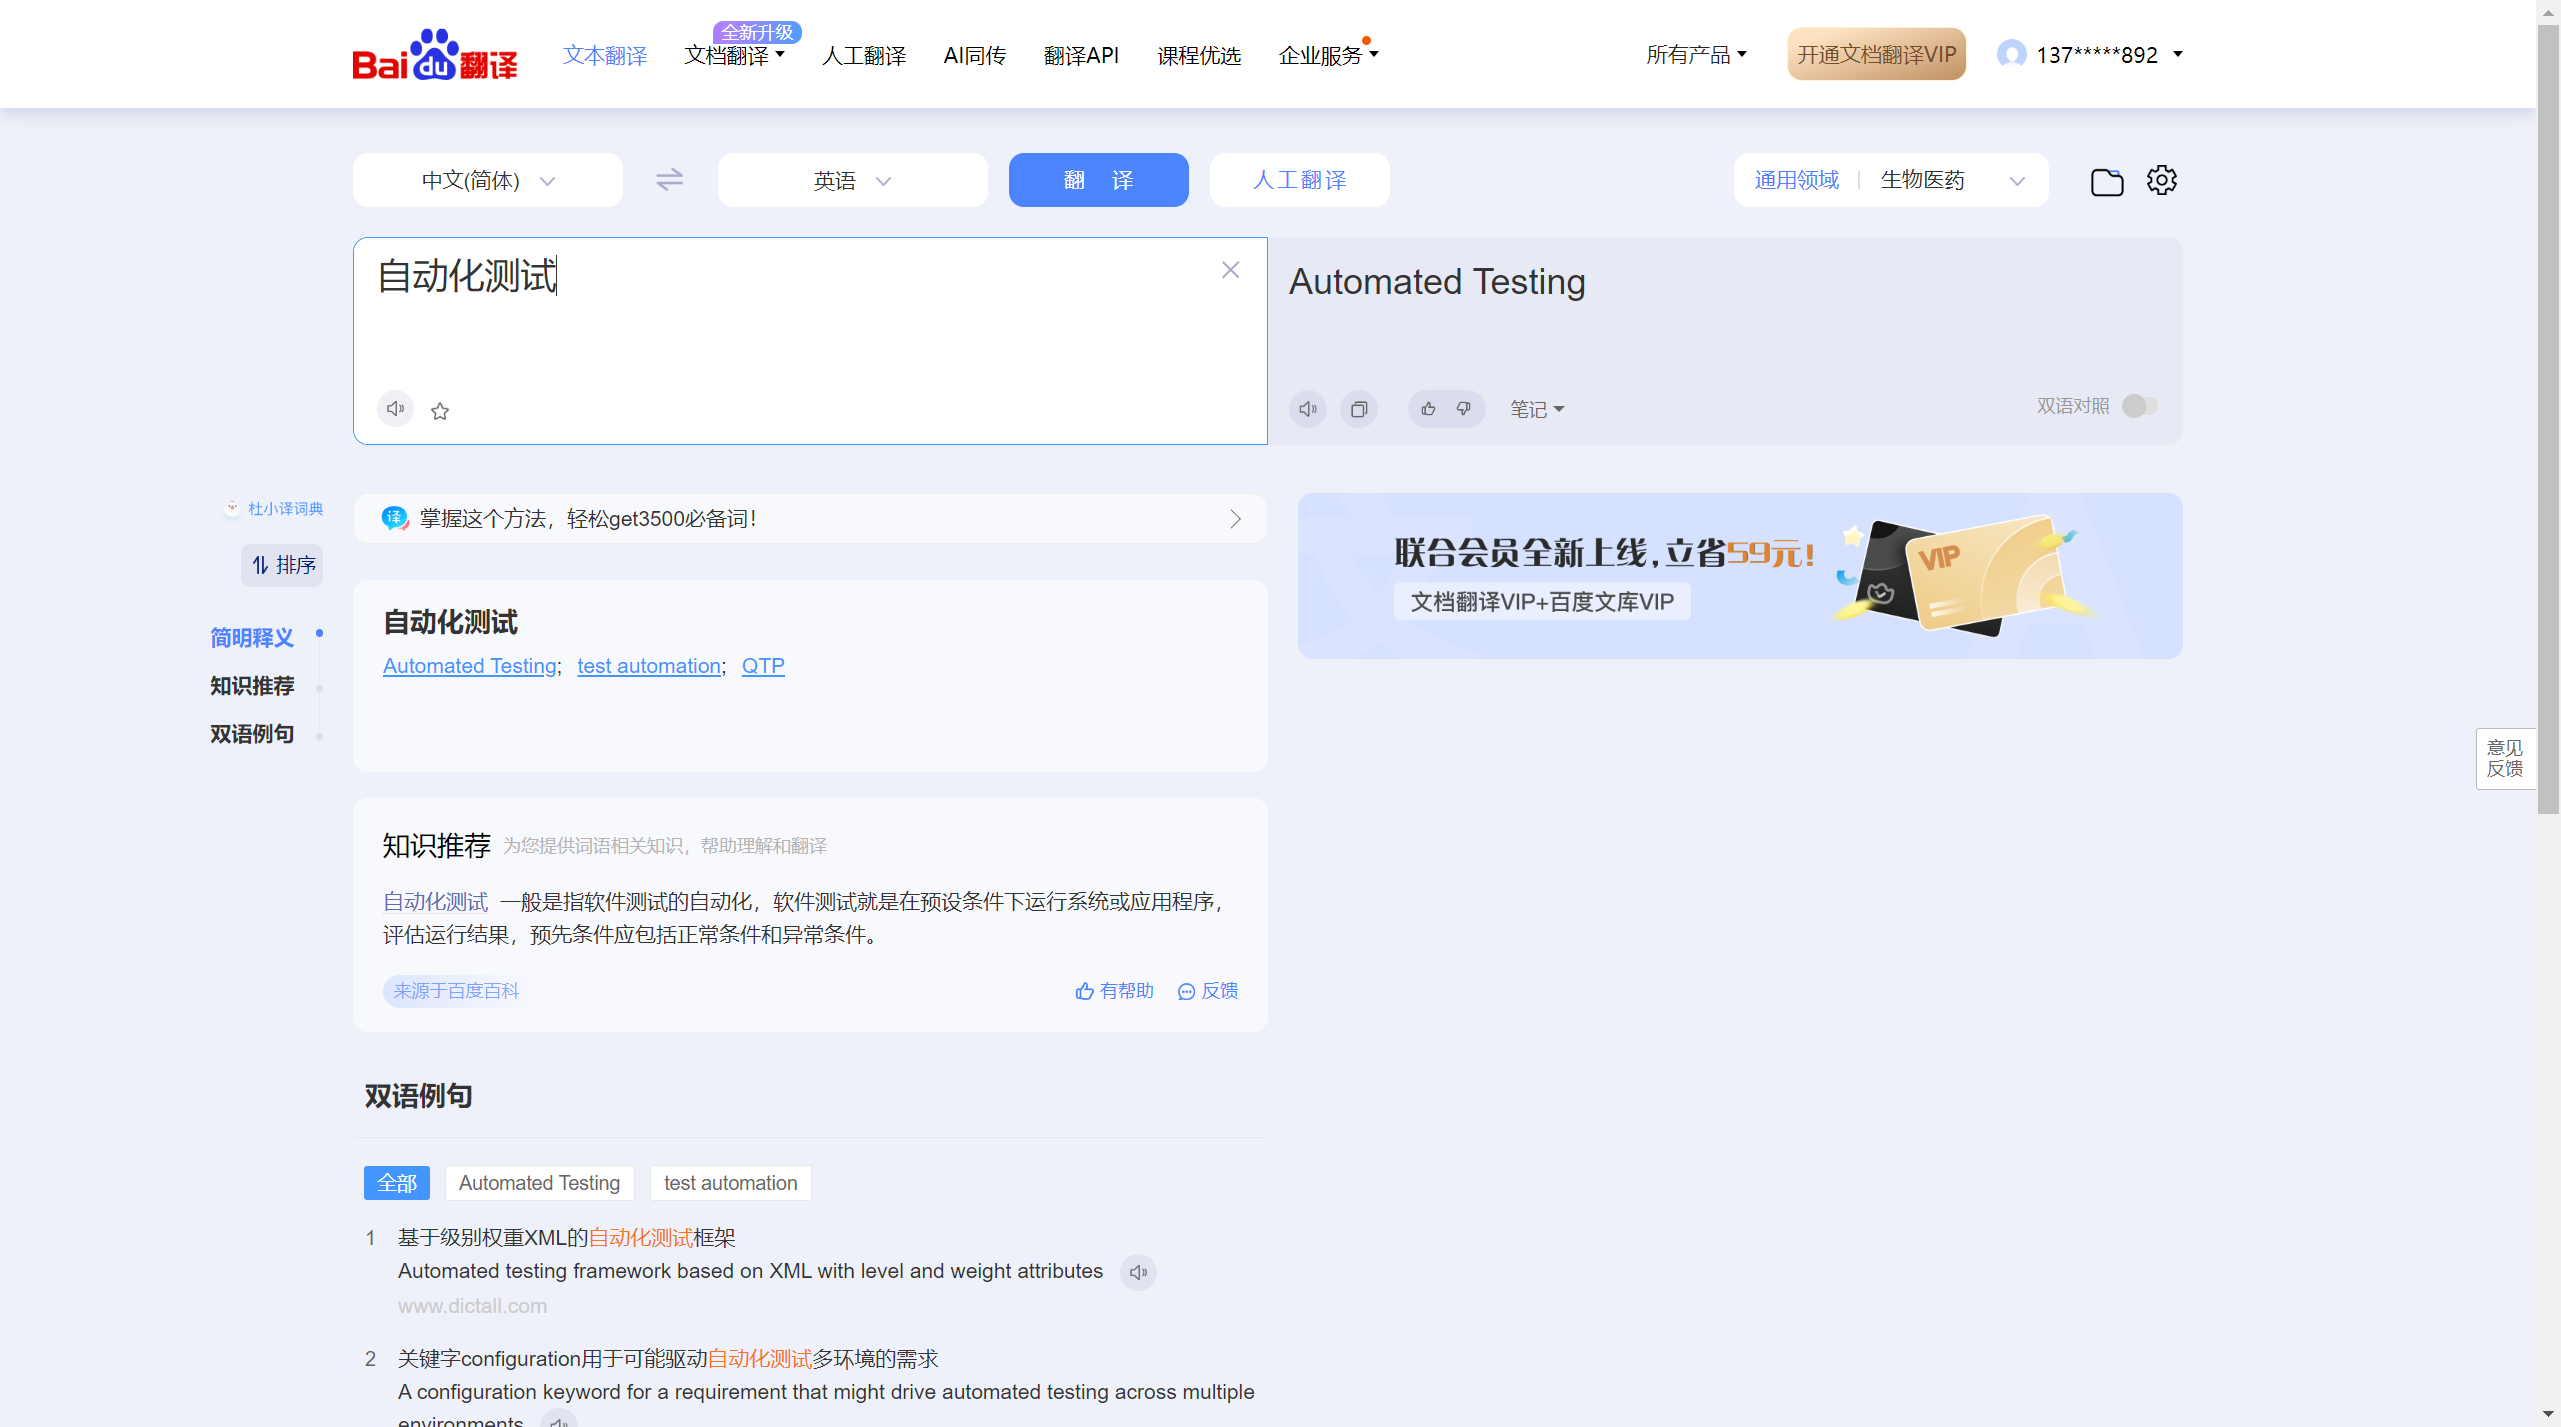 Baidu翻译
文本翻译
文档翻译
全新升级
人工翻译
AI同传
翻译API
课程优选
企业服务
所有产品
开通文档翻译VIP
137*****892
中文(简体)
英语
翻 译
人工翻译
通用领域
生物医药
自动化测试
Automated Testing
笔记
双语对照
杜小译词典
排序
简明释义
知识推荐
双语例句
译 掌握这个方法，轻松get3500必备词！
联合会员全新上线,立省59元!
文档翻译VIP+百度文库VIP
VIP
自动化测试
Automated Testing; test automation; QTP
意见
反馈
知识推荐 为您提供词语相关知识，帮助理解和翻译
自动化测试 一般是指软件测试的自动化，软件测试就是在预设条件下运行系统或应用程序，
评估运行结果，预先条件应包括正常条件和异常条件。
来源于百度百科
有帮助
反馈
双语例句
全部
Automated Testing
test automation
1 基于级别权重XML的自动化测试框架
Automated testing framework based on XML with level and weight attributes
www.dictall.com
2 关键字configuration用于可能驱动自动化测试多环境的需求
A configuration keyword for a requirement that might drive automated testing across multiple
environments